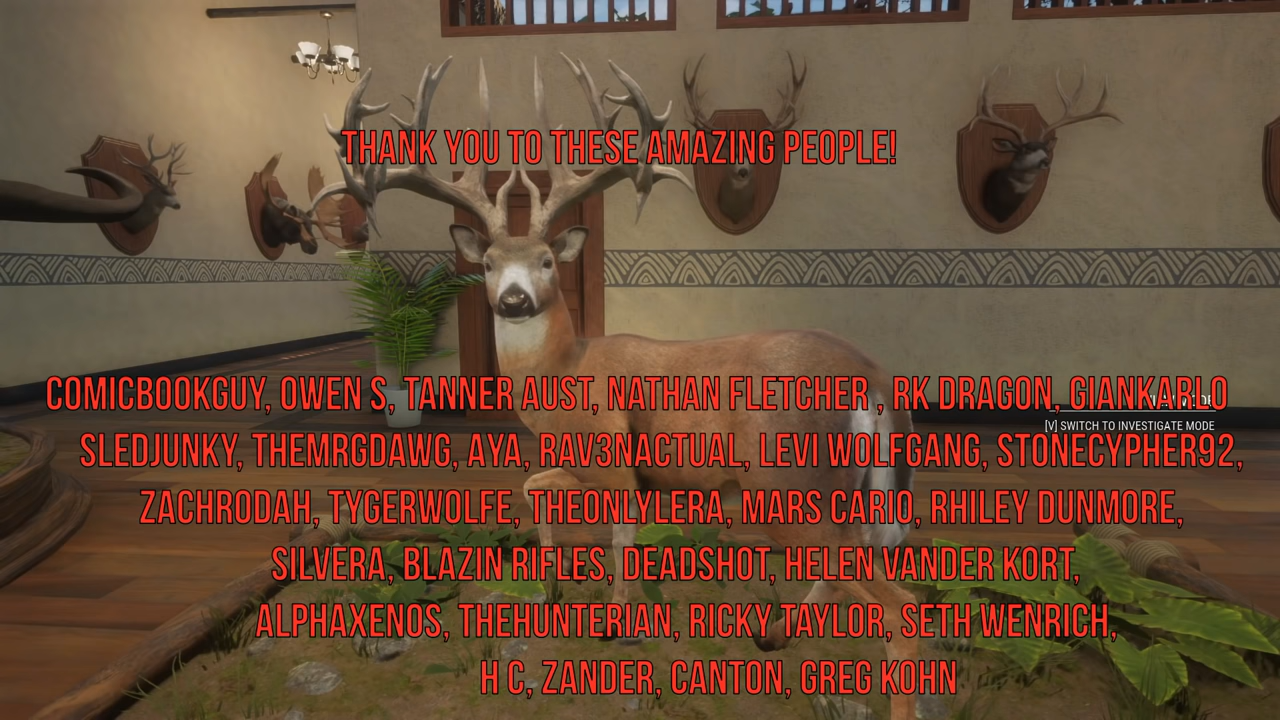 THANK YOU TO THESE AMAZING PEOPLE!
COMICBOOKGUY, OWEN S, TANNER AUST, NATHAN FLETCHER , RK DRAGON, GIANKARLO
[V] SWITCH TO INVESTIGATE MODE
SLEDJUNKY, THEMRGDAWG, AYA, RAV3NACTUAL, LEVI WOLFGANG, STONECYPHER92,
ZACHRODAH, TYGERWOLFE, THEONLYLERA, MARS CARIO, RHILEY DUNMORE,
SILVERA, BLAZIN RIFLES, DEADSHOT, HELEN VANDER KORT,
ALPHAXENOS, THEHUNTERIAN, RICKY TAYLOR, SETH WENRICH,
H C, ZANDER, CANTON, GREG KOHN